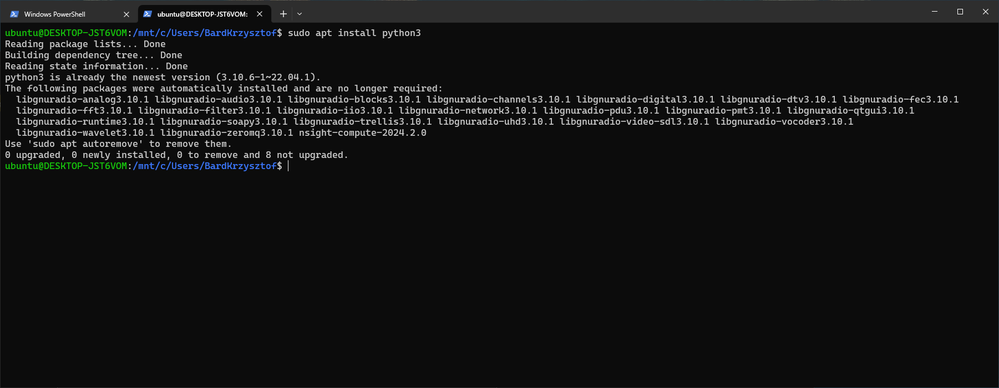 Windows PowerShell
ubuntu@DESKTOP-JST6VOM:
ubuntu@DESKTOP-JST6VOM:/mnt/c/Users/BardKrzysztof$ sudo apt install python3
Reading package lists... Done
Building dependency tree... Done
Reading state information... Done
python3 is already the newest version (3.10.6-1~22.04.1).
The following packages were automatically installed and are no longer required:
  libgnuradio-analog3.10.1 libgnuradio-audio3.10.1 libgnuradio-blocks3.10.1 libgnuradio-channels3.10.1 libgnuradio-digital3.10.1 libgnuradio-dtv3.10.1 libgnuradio-fec3.10.1
  libgnuradio-fft3.10.1 libgnuradio-filter3.10.1 libgnuradio-iio3.10.1 libgnuradio-network3.10.1 libgnuradio-pdu3.10.1 libgnuradio-pmt3.10.1 libgnuradio-qtgui3.10.1
  libgnuradio-runtime3.10.1 libgnuradio-soapy3.10.1 libgnuradio-trellis3.10.1 libgnuradio-uhd3.10.1 libgnuradio-video-sdl3.10.1 libgnuradio-vocoder3.10.1
  libgnuradio-wavelet3.10.1 libgnuradio-zeromq3.10.1 nsight-compute-2024.2.0
Use 'sudo apt autoremove' to remove them.
0 upgraded, 0 newly installed, 0 to remove and 8 not upgraded.
ubuntu@DESKTOP-JST6VOM:/mnt/c/Users/BardKrzysztof$